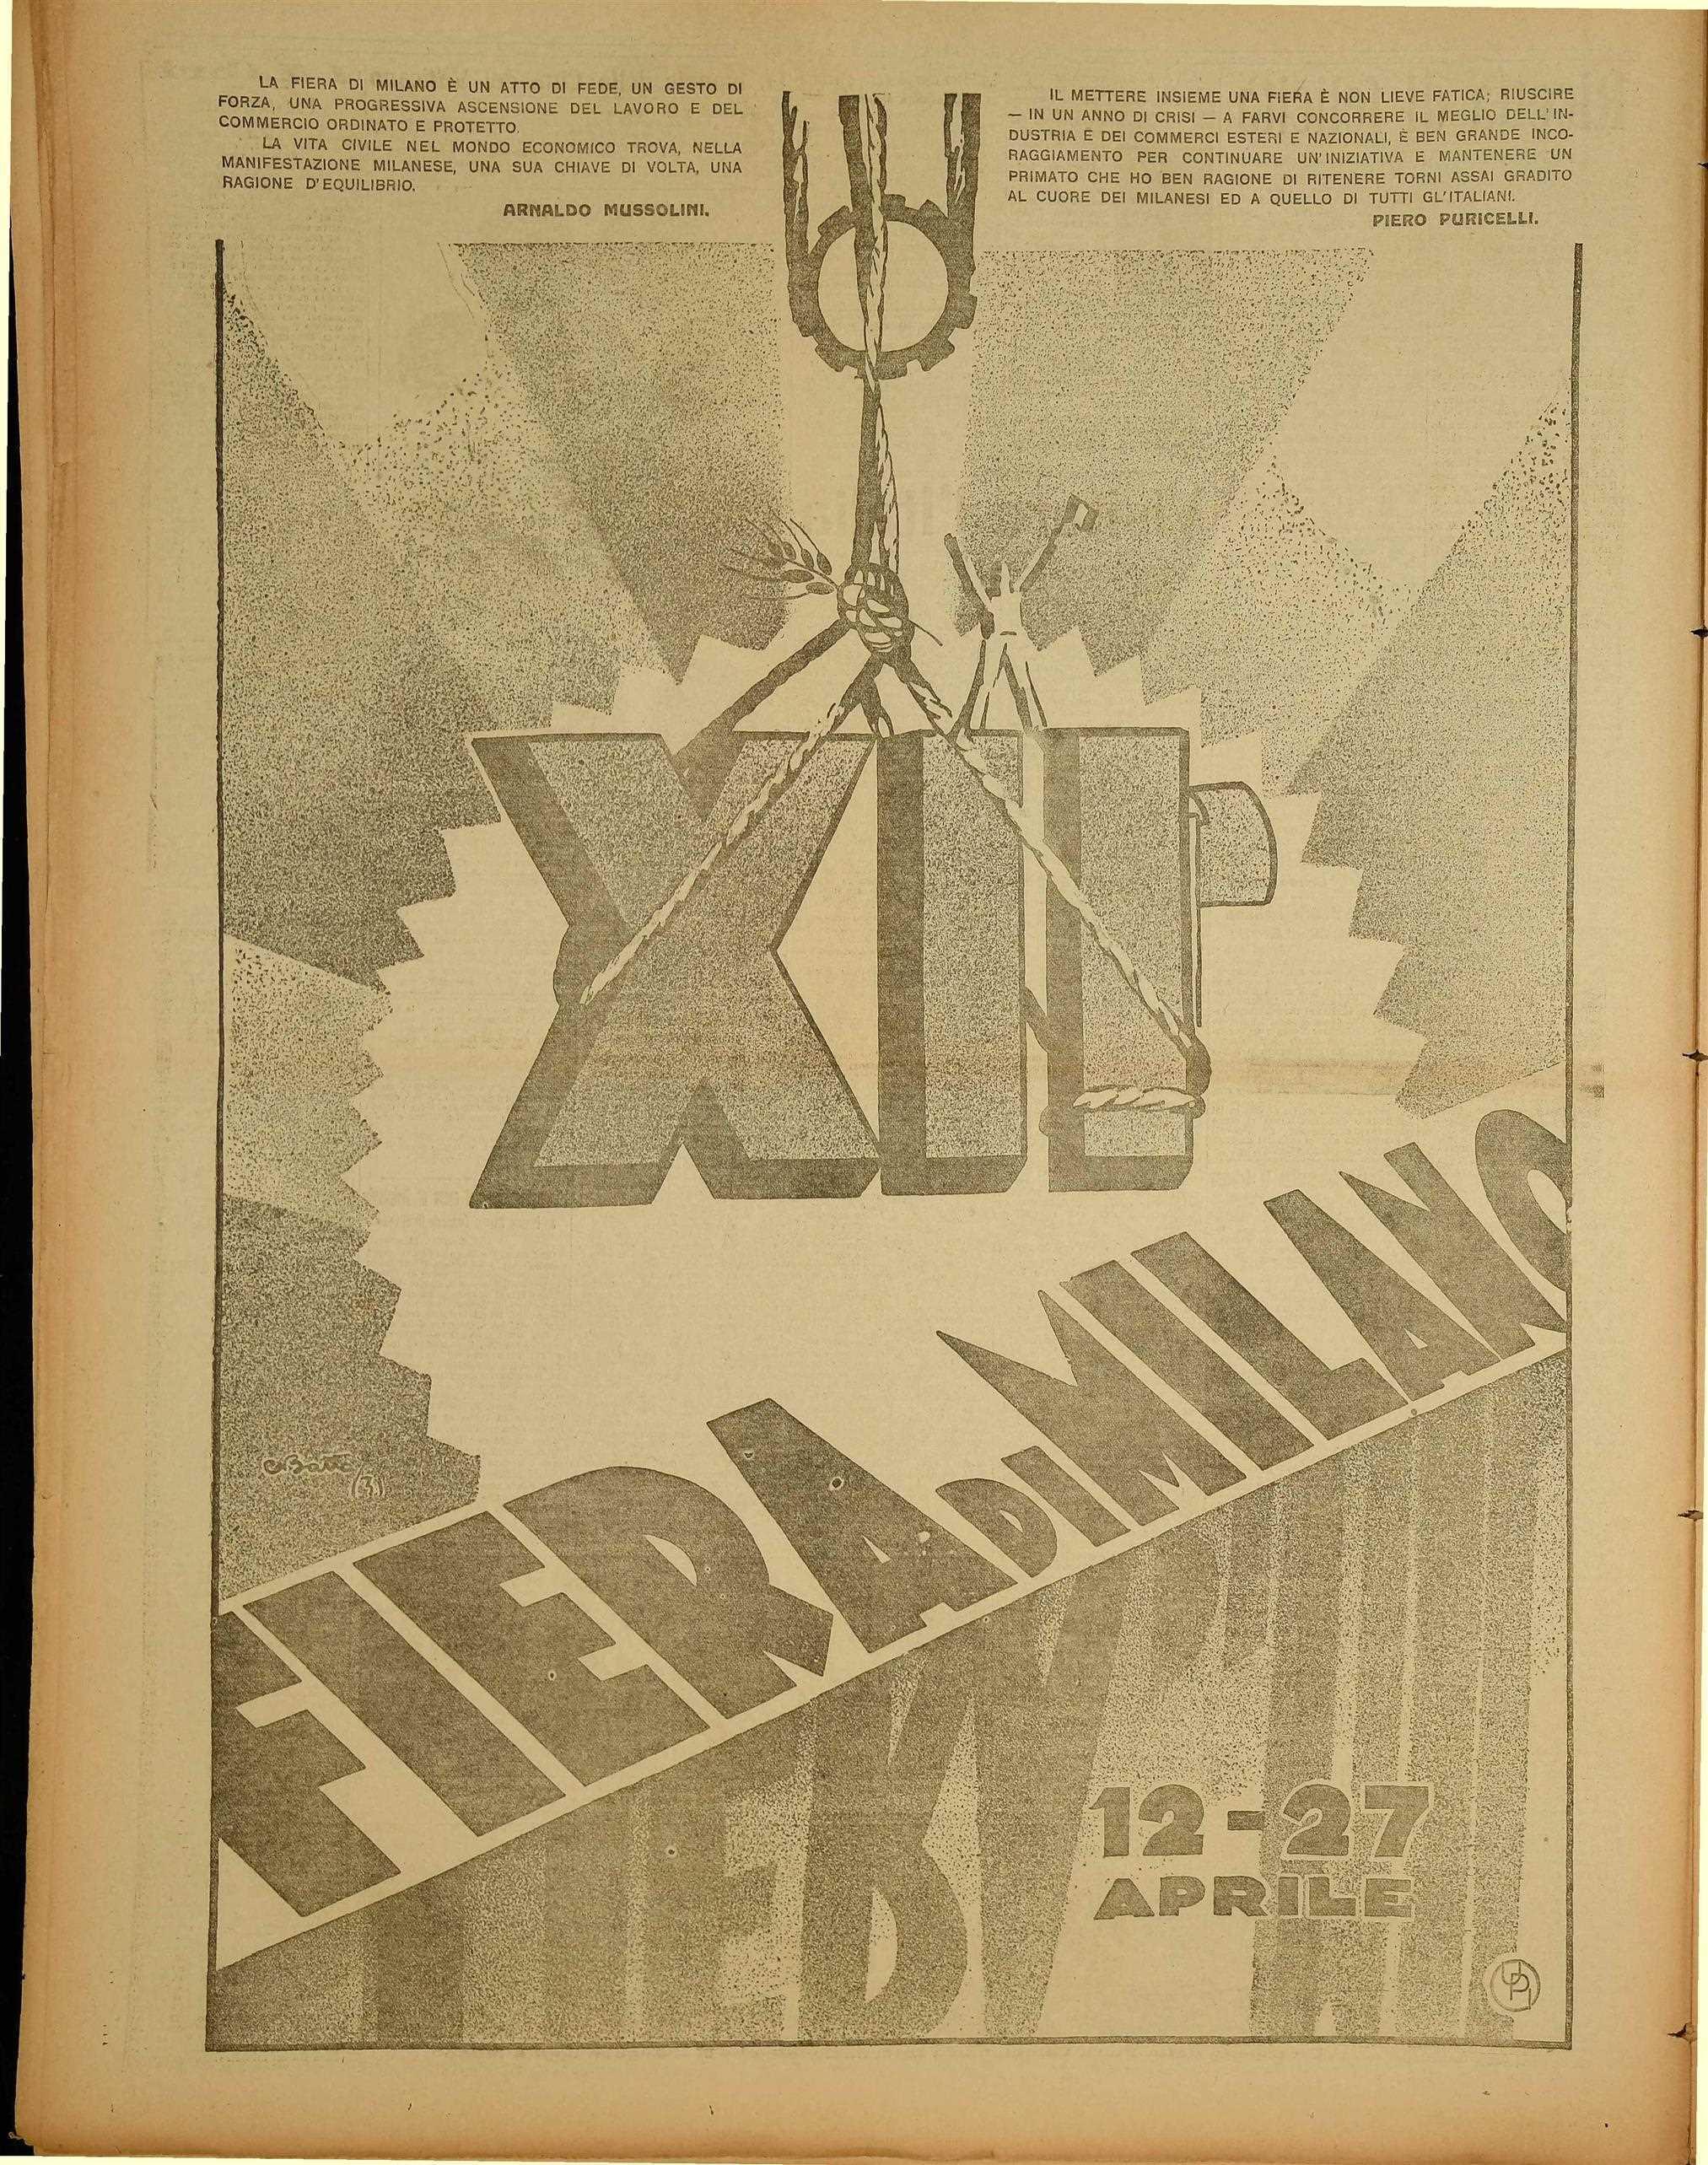 LA FIERA DI MILANO È UN ATTO DI FEDE, UN GESTO DI
FORZA, UNA PROGRESSIVA ASCENSIONE DEL LAVORO E DEL
COMMERCIO ORDINATO E PROTETTO.
LA VITA CIVILE NEL MONDO ECONOMICO TROVA, NELLA
MANIFESTAZIONE MILANESE, UNA SUA CHIAVE DI VOLTA, UNA
RAGIONE D'EQUILIBRIO.
ARNALDO MUSSOLINI.
IL METTERE INSIEME UNA FIERA È NON LIEVE FATICA; RIUSCIRE
— IN UN ANNO DI CRISI — A FARVI CONCORRERE IL MEGLIO DELL'IN-
DUSTRIA E DEI COMMERCI ESTERI E NAZIONALI, È BEN GRANDE INCO-
RAGGIAMENTO PER CONTINUARE UN'INIZIATIVA E MANTENERE UN
PRIMATO CHE HO BEN RAGIONE DI RITENERE TORNI ASSAI GRADITO
AL CUORE DEI MILANESI ED A QUELLO DI TUTTI GL'ITALIANI.
PIERO PURICELLI.
XII
FIERA DI MILANO
12-27
APRILE
UPI